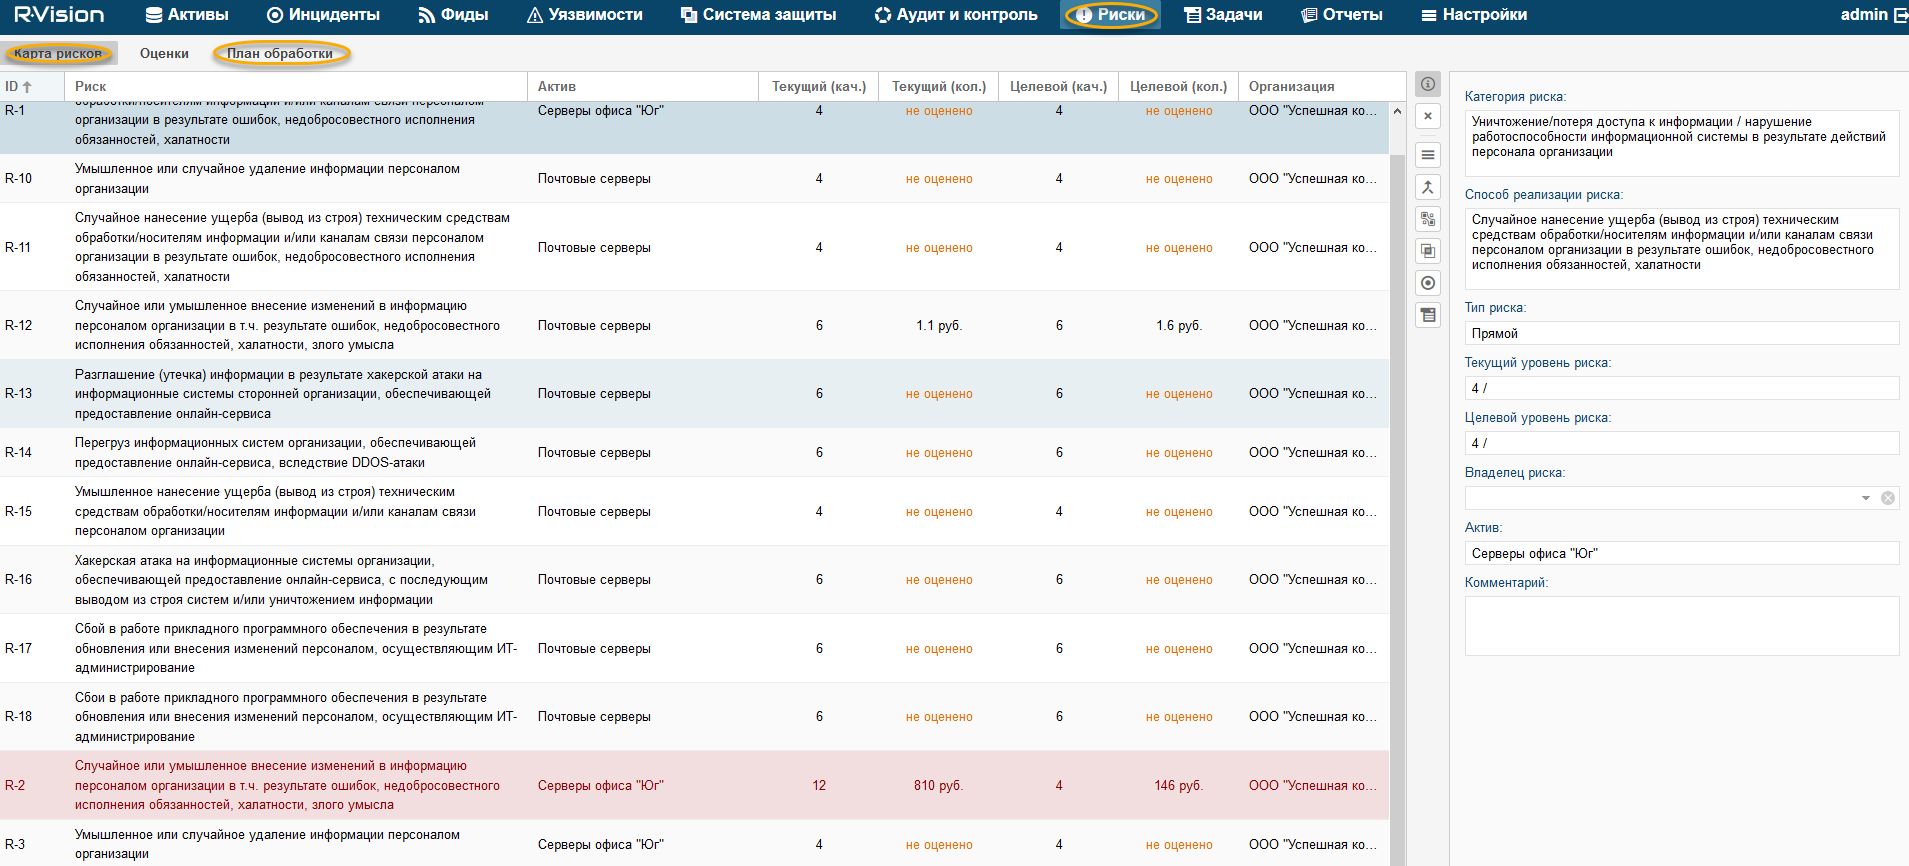 R·Vision
Активы
Инциденты
Фиды
Уязвимости
Система защиты
Аудит и контроль
Риски
Задачи
Отчеты
Настройки
admin
Карта рисков
Оценки
План обработки
ID
Риск
Актив
Текущий (кач.)
Текущий (кол.)
Целевой (кач.)
Целевой (кол.)
Организация
R-1
обработки/носителям информации и/или каналам связи персоналом
организации в результате ошибок, недобросовестного исполнения
обязанностей, халатности
Серверы офиса "Юг"
4
не оценено
4
не оценено
ООО "Успешная ко...
R-10
Умышленное или случайное удаление информации персоналом
организации
Почтовые серверы
4
не оценено
4
не оценено
ООО "Успешная ко...
R-11
Случайное нанесение ущерба (вывод из строя) техническим средствам
обработки/носителям информации и/или каналам связи персоналом
организации в результате ошибок, недобросовестного исполнения
обязанностей, халатности
Почтовые серверы
4
не оценено
4
не оценено
ООО "Успешная ко...
R-12
Случайное или умышленное внесение изменений в информацию
персоналом организации в т.ч. результате ошибок, недобросовестного
исполнения обязанностей, халатности, злого умысла
Почтовые серверы
6
1.1 руб.
6
1.6 руб.
ООО "Успешная ко...
R-13
Разглашение (утечка) информации в результате хакерской атаки на
информационные системы сторонней организации, обеспечивающей
предоставление онлайн-сервиса
Почтовые серверы
6
не оценено
6
не оценено
ООО "Успешная ко...
R-14
Перегруз информационных систем организации, обеспечивающей
предоставление онлайн-сервиса, вследствие DDOS-атаки
Почтовые серверы
6
не оценено
6
не оценено
ООО "Успешная ко...
R-15
Умышленное нанесение ущерба (вывод из строя) техническим
средствам обработки/носителям информации и/или каналам связи
персоналом организации
Почтовые серверы
4
не оценено
4
не оценено
ООО "Успешная ко...
R-16
Хакерская атака на информационные системы организации,
обеспечивающей предоставление онлайн-сервиса, с последующим
выводом из строя систем и/или уничтожением информации
Почтовые серверы
6
не оценено
6
не оценено
ООО "Успешная ко...
R-17
Сбой в работе прикладного программного обеспечения в результате
обновления или внесения изменений персоналом, осуществляющим ИТ-
администрирование
Почтовые серверы
6
не оценено
6
не оценено
ООО "Успешная ко...
R-18
Сбои в работе прикладного программного обеспечения в результате
обновления или внесения изменений персоналом, осуществляющим ИТ-
администрирование
Почтовые серверы
6
не оценено
6
не оценено
ООО "Успешная ко...
R-2
Случайное или умышленное внесение изменений в информацию
персоналом организации в т.ч. результате ошибок, недобросовестного
исполнения обязанностей, халатности, злого умысла
Серверы офиса "Юг"
12
810 руб.
4
146 руб.
ООО "Успешная ко...
R-3
Умышленное или случайное удаление информации персоналом
организации
Серверы офиса "Юг"
4
не оценено
4
не оценено
ООО "Успешная ко...
Категория риска:
Уничтожение/потеря доступа к информации / нарушение
работоспособности информационной системы в результате действий
персонала организации
Способ реализации риска:
Случайное нанесение ущерба (вывод из строя) техническим
средствам обработки/носителям информации и/или каналам связи
персоналом организации в результате ошибок, недобросовестного
исполнения обязанностей, халатности
Тип риска:
Прямой
Текущий уровень риска:
4 /
Целевой уровень риска:
4 /
Владелец риска:
Актив:
Серверы офиса "Юг"
Комментарий: